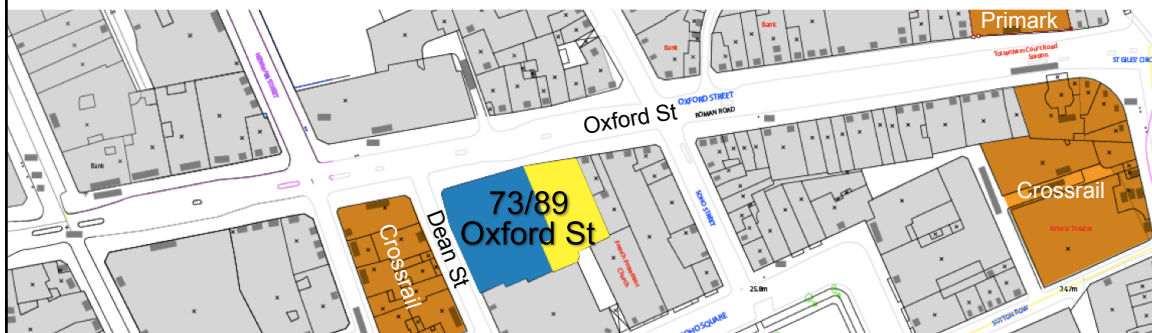 Primark
Bank
Bank
Tottenham Court Road
Station
ST GILES' CIRC
OXFORD STREET
ROMAN ROAD
Oxford St
Bank
73/89
Oxford St
Dean St
Crossrail
French Protestant
Church
SOHO STREET
Crossrail
Astoria Theatre
25.8m
24.7m
SUTTON ROW
SOHO SQUARE